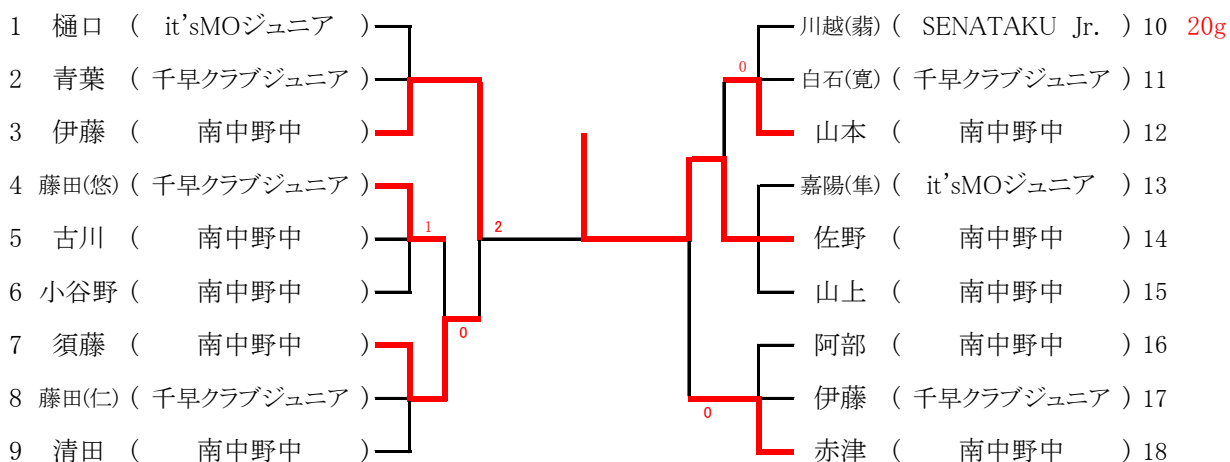 1 樋口 ( it'sMOジュニア )
2 青葉 ( 千早クラブジュニア )
3 伊藤 ( 南中野中 )
4 藤田(悠) ( 千早クラブジュニア )
5 古川 ( 南中野中 )
6 小谷野 ( 南中野中 )
7 須藤 ( 南中野中 )
8 藤田(仁) ( 千早クラブジュニア )
9 清田 ( 南中野中 )
1
0
2
川越(翡) ( SENATAKU Jr. ) 10 20g
白石(寛) ( 千早クラブジュニア ) 11
山本 ( 南中野中 ) 12
嘉陽(隼) ( it'sMOジュニア ) 13
佐野 ( 南中野中 ) 14
山上 ( 南中野中 ) 15
阿部 ( 南中野中 ) 16
伊藤 ( 千早クラブジュニア ) 17
赤津 ( 南中野中 ) 18
0
0